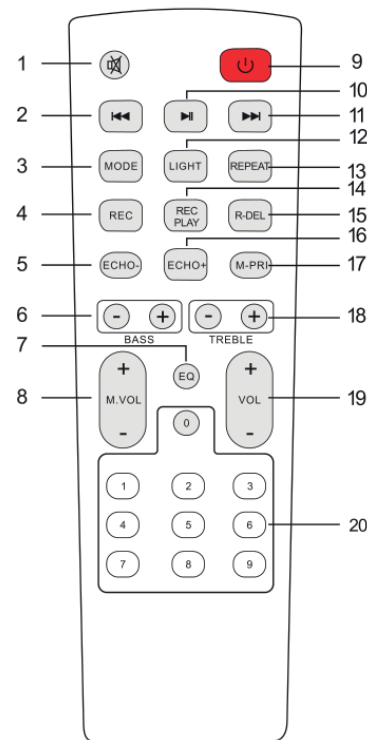 1 9
10
2 11
12
3 MODE LIGHT REPEAT 13
14
4 REC REC PLAY R-DEL 15
16
5 ECHO- ECHO+ M-PRI 17
6 - + - + 18
BASS TREBLE
7 EQ
8 + M.VOL - + VOL - 19
0
1 2 3
4 5 6 20
7 8 9